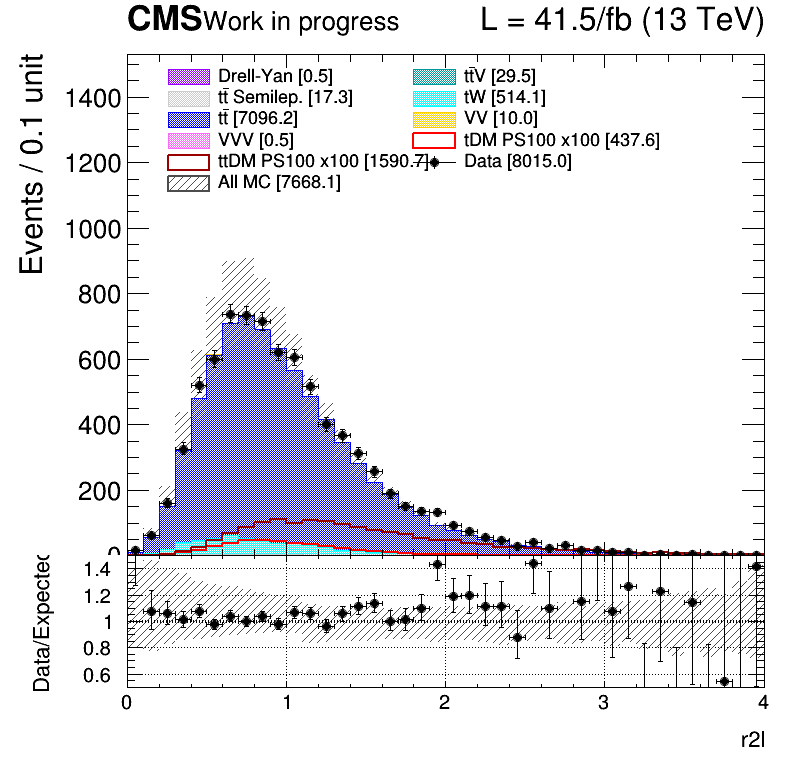 CMS Work in progress L = 41.5/fb (13 TeV)
Drell-Yan [0.5] tt̄V [29.5]
tt̄ Semilep. [17.3] tW [514.1]
tt̄ [7096.2] VV [10.0]
VVV [0.5] tDM PS100 x100 [437.6]
ttDM PS100 x100 [1590.7] Data [8015.0]
All MC [7668.1]
Events / 0.1 unit
1400
1200
1000
800
600
400
200
0
Data/Expected
1.4
1.2
1
0.8
0.6
0 1 2 3 4
r2l